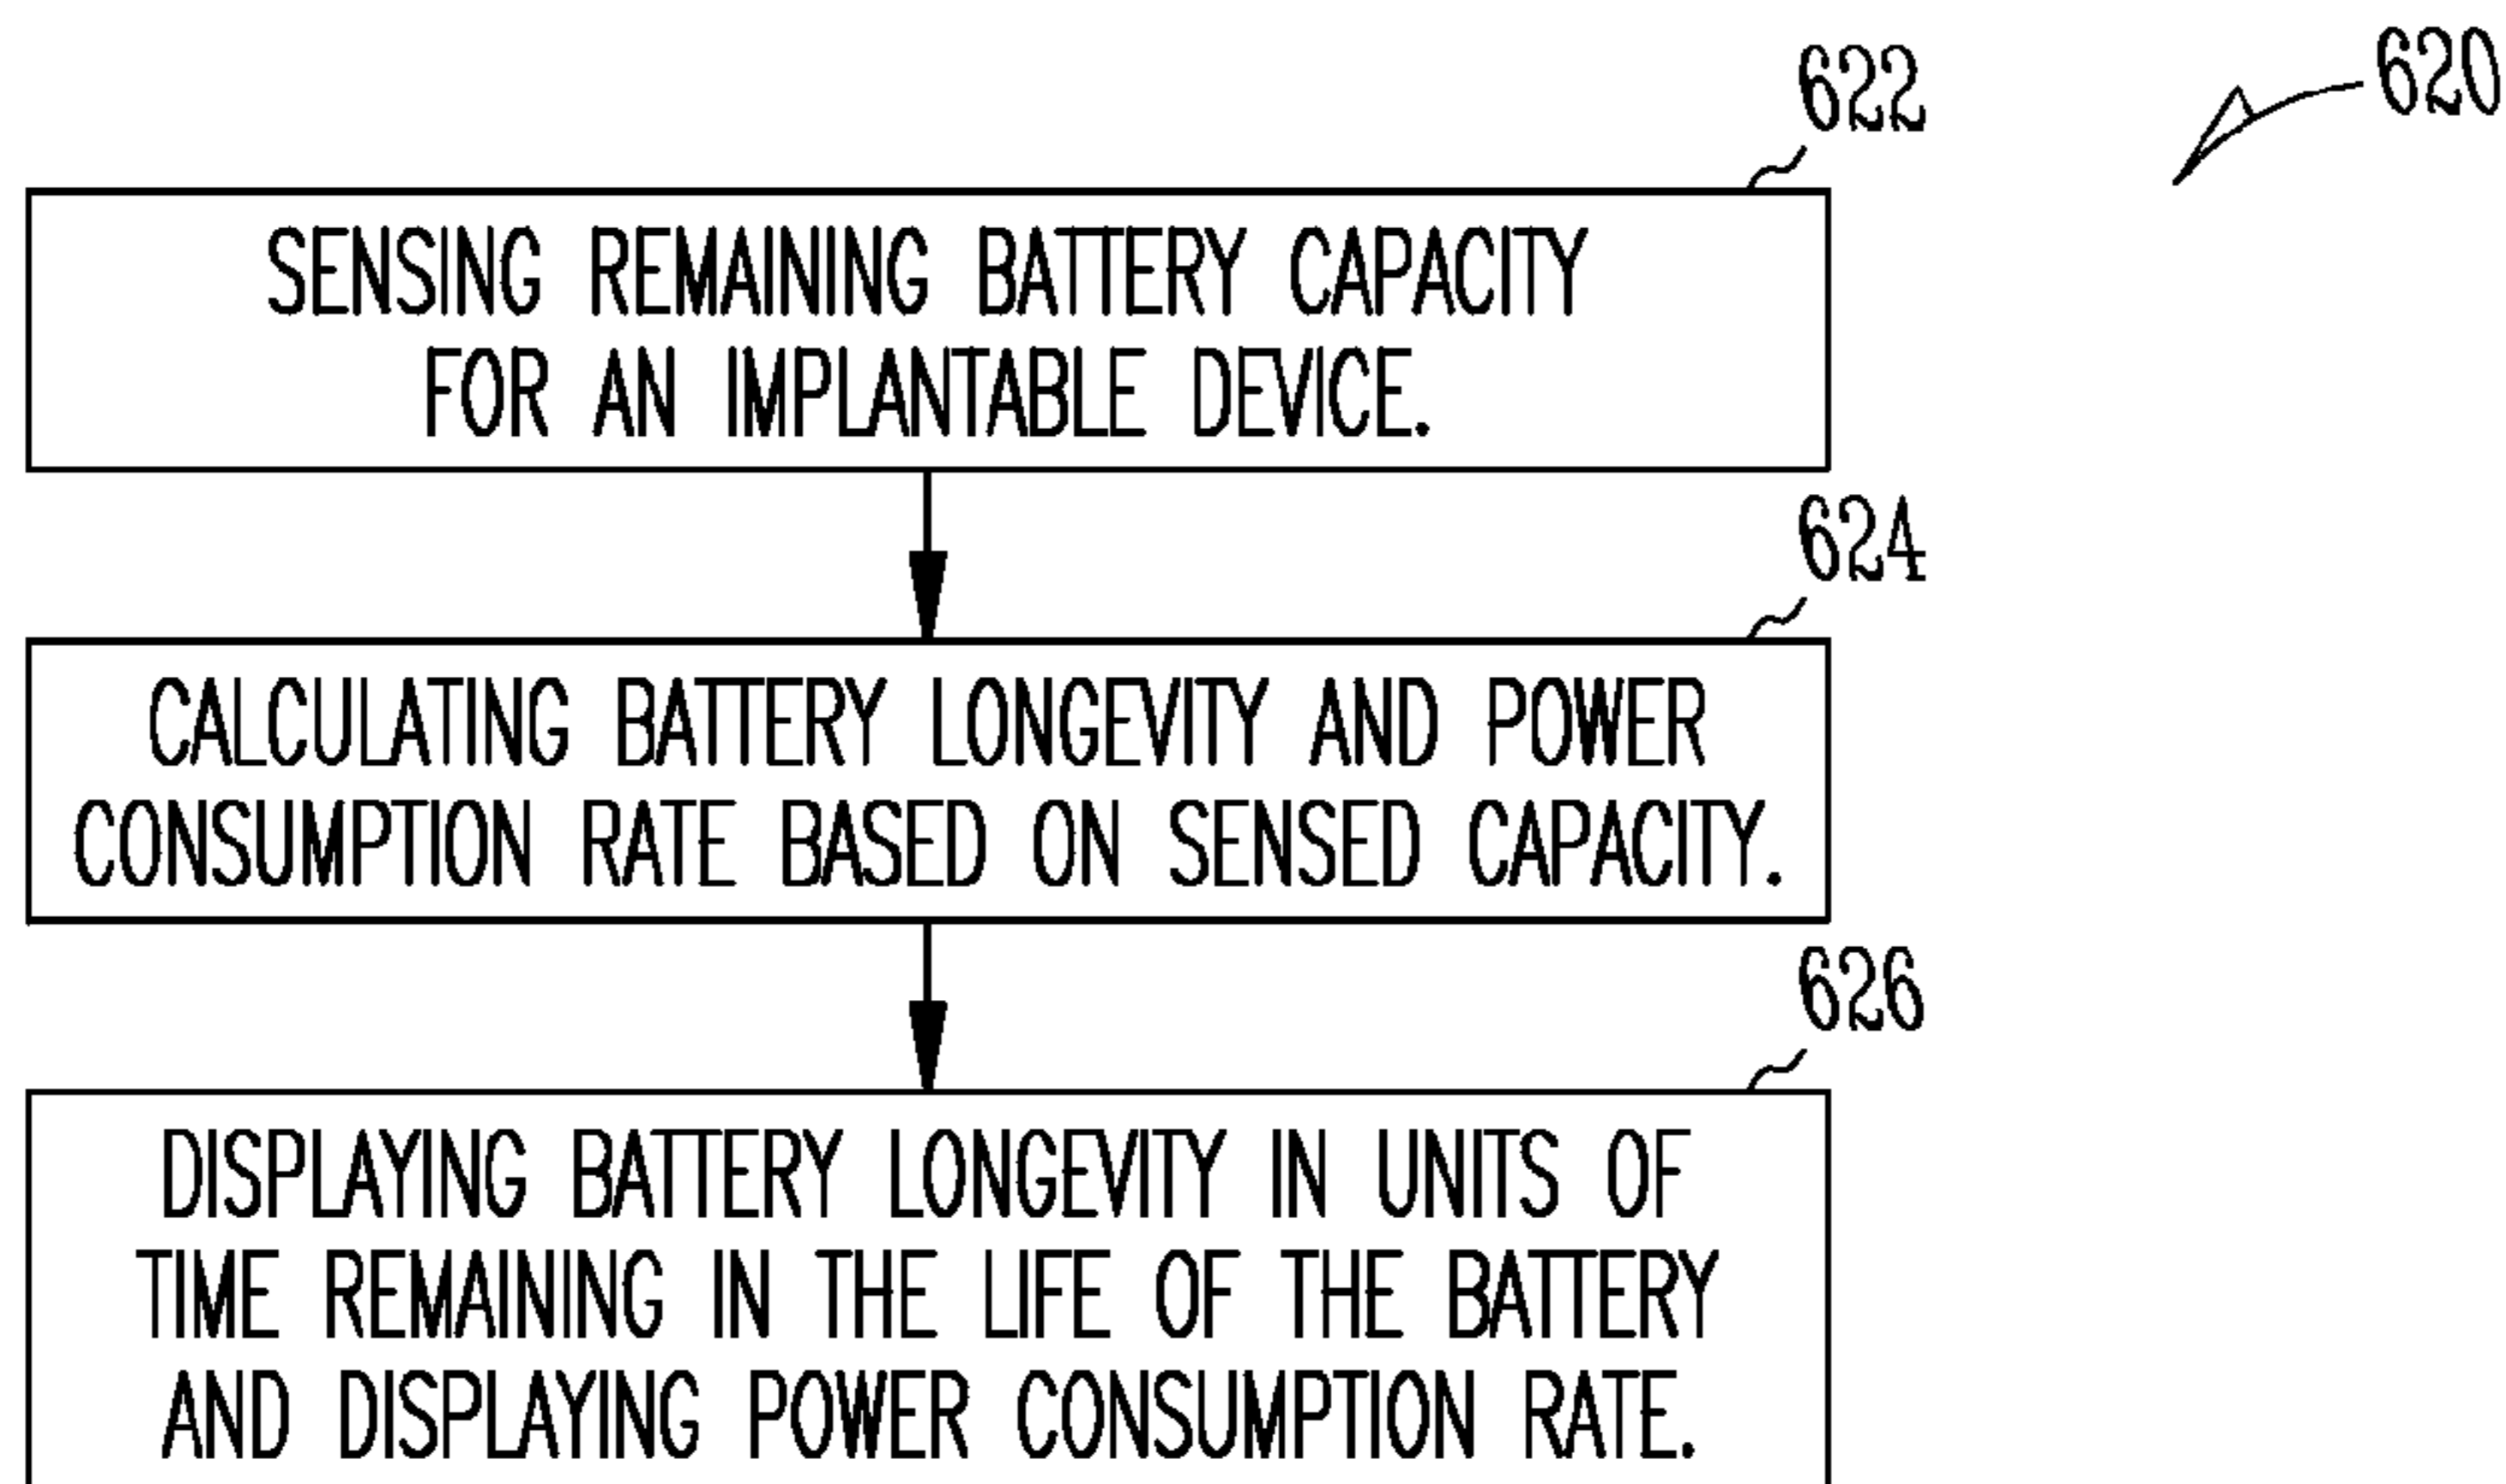 620
622
SENSING REMAINING BATTERY CAPACITY
FOR AN IMPLANTABLE DEVICE.
624
CALCULATING BATTERY LONGEVITY AND POWER
CONSUMPTION RATE BASED ON SENSED CAPACITY.
626
DISPLAYING BATTERY LONGEVITY IN UNITS OF
TIME REMAINING IN THE LIFE OF THE BATTERY
AND DISPLAYING POWER CONSUMPTION RATE.